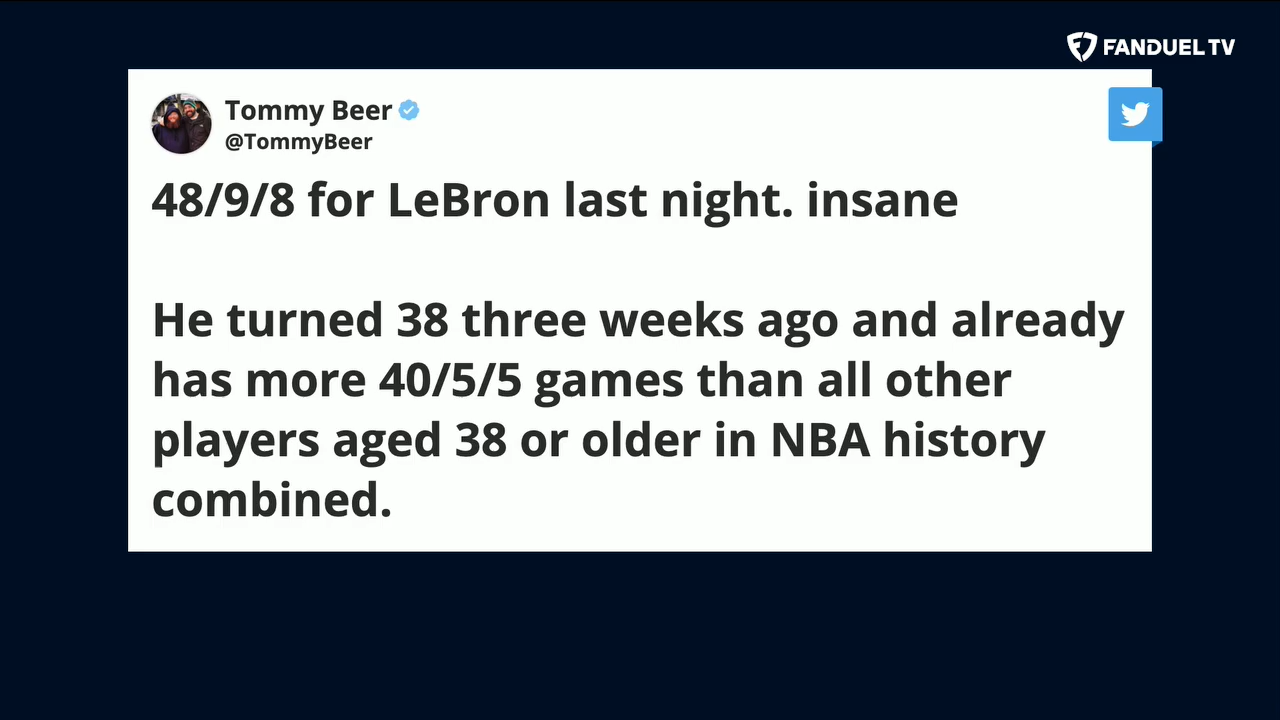 FANDUEL TV
Tommy Beer
@TommyBeer
48/9/8 for LeBron last night. insane
He turned 38 three weeks ago and already
has more 40/5/5 games than all other
players aged 38 or older in NBA history
combined.